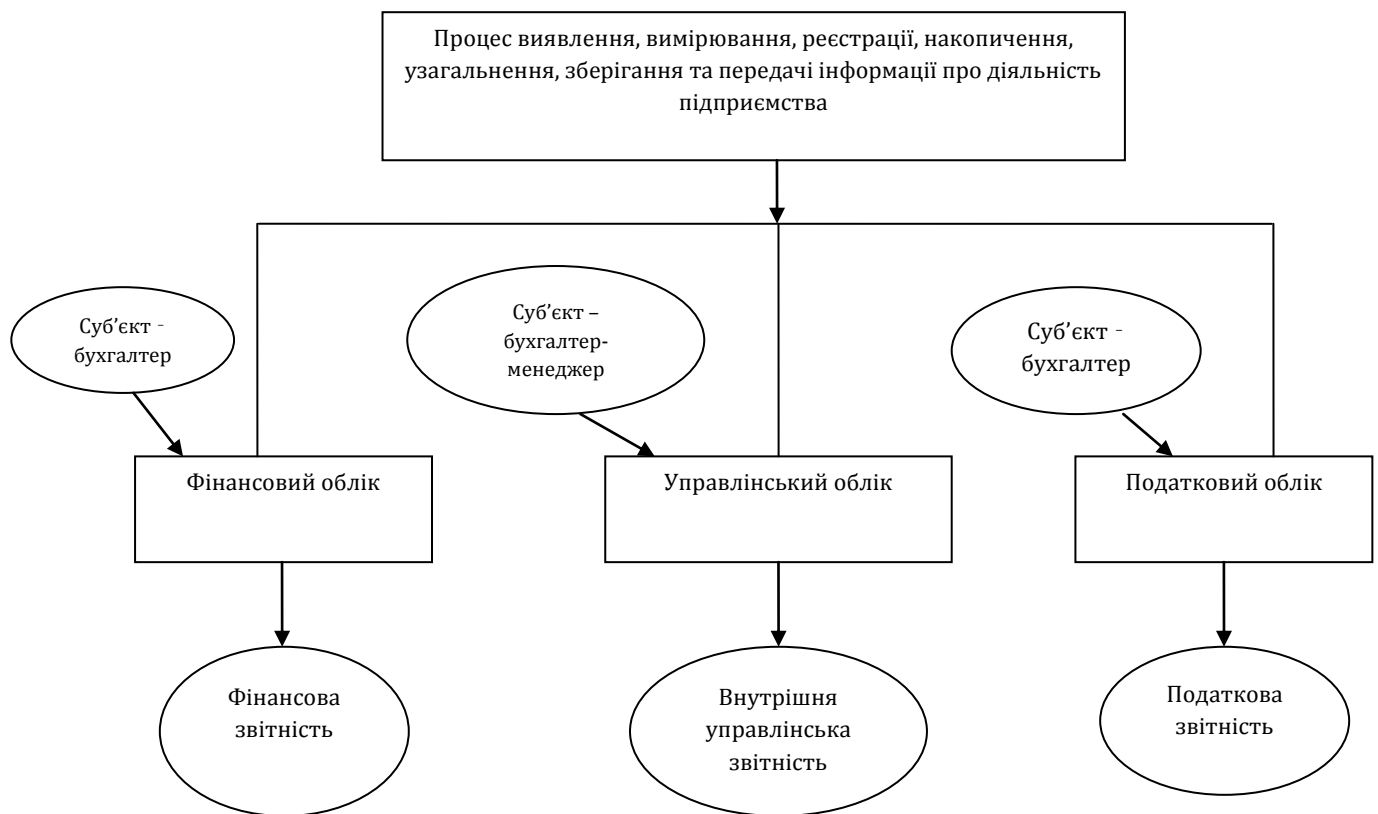 Процес виявлення, вимірювання, реєстрації, накопичення,
узагальнення, зберігання та передачі інформації про діяльність
підприємства
Суб’єкт -
бухгалтер
Суб’єкт –
бухгалтер-
менеджер
Суб’єкт -
бухгалтер
Фінансовий облік
Управлінський облік
Податковий облік
Фінансова
звітність
Внутрішня
управлінська
звітність
Податкова
звітність